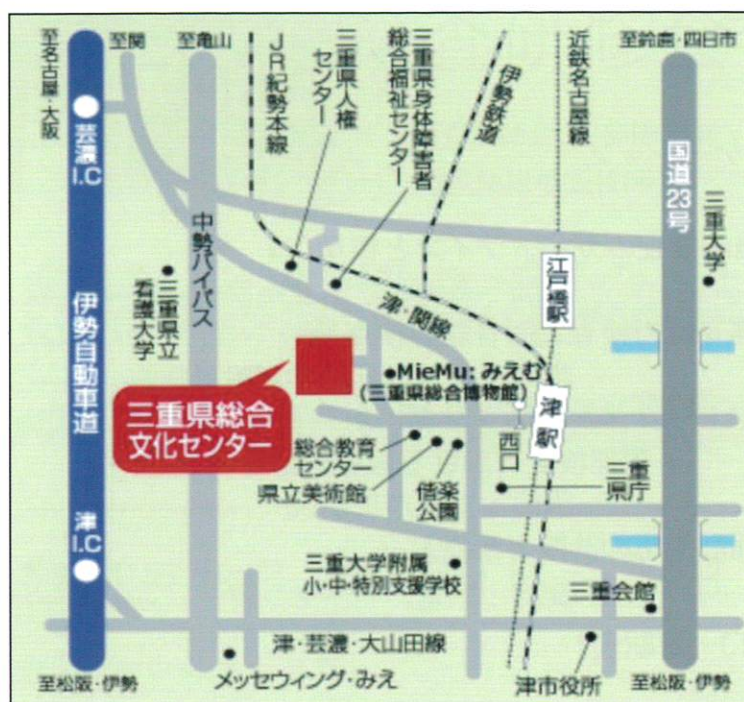 至名古屋・大阪
至関
至亀山
JR紀勢本線
三重県人権
センター
三重県身体障害者
総合福祉センター
伊勢鉄道
近鉄名古屋線
至鈴鹿・四日市
芸濃
I.C
国道23号
三重大学
中勢バイパス
三重県立
看護大学
江戸橋駅
伊勢自動車道
津・関線
MieMu: みえむ
(三重県総合博物館)
三重県総合
文化センター
津駅
西口
総合教育
センター
県立美術館
偕楽
公園
三重
県庁
津
I.C
三重大学附属
小・中・特別支援学校
三重会館
津・芸濃・大山田線
メッセウィング・みえ
津市役所
至松阪・伊勢
至松阪・伊勢